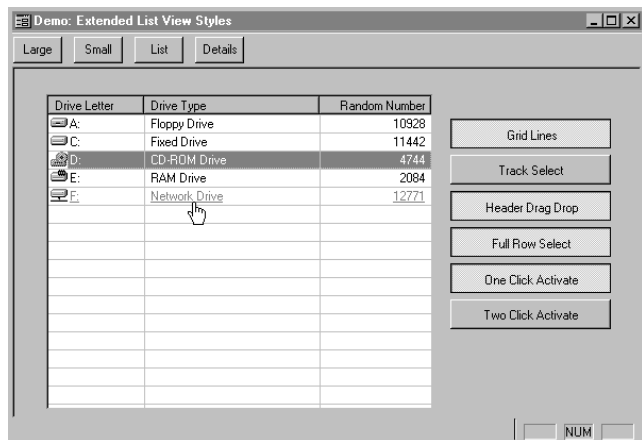 Demo: Extended List View Styles
Large Small List Details
Drive Letter Drive Type Random Number
A: Floppy Drive 10928
C: Fixed Drive 11442
D: CD-ROM Drive 4744
E: RAM Drive 2084
F: Network Drive 12771
Grid Lines
Track Select
Header Drag Drop
Full Row Select
One Click Activate
Two Click Activate
NUM